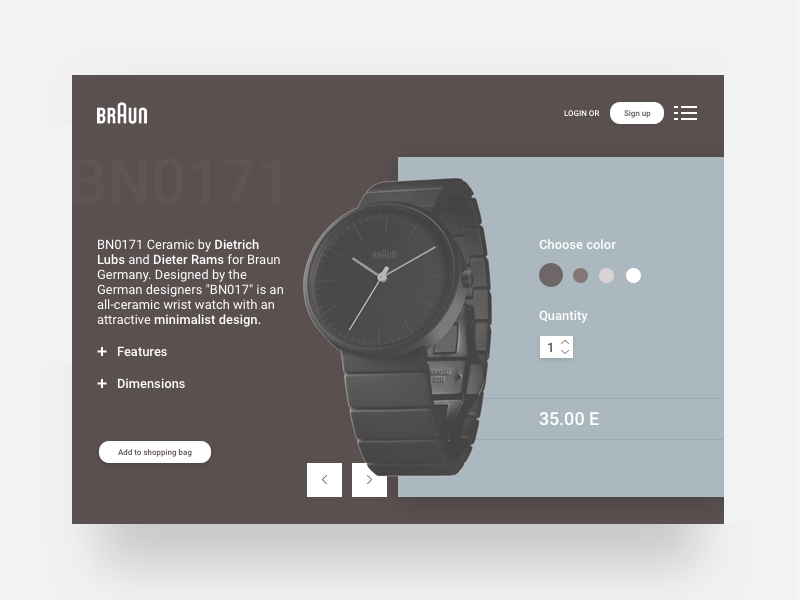 BRAUN
LOGIN OR
Sign up
BN0171
BRAUN
BN0171 Ceramic by Dietrich
Lubs and Dieter Rams for Braun
Germany. Designed by the
German designers "BN017" is an
all-ceramic wrist watch with an
attractive minimalist design.
+ Features
+ Dimensions
Add to shopping bag
Choose color
Quantity
1
35.00 E